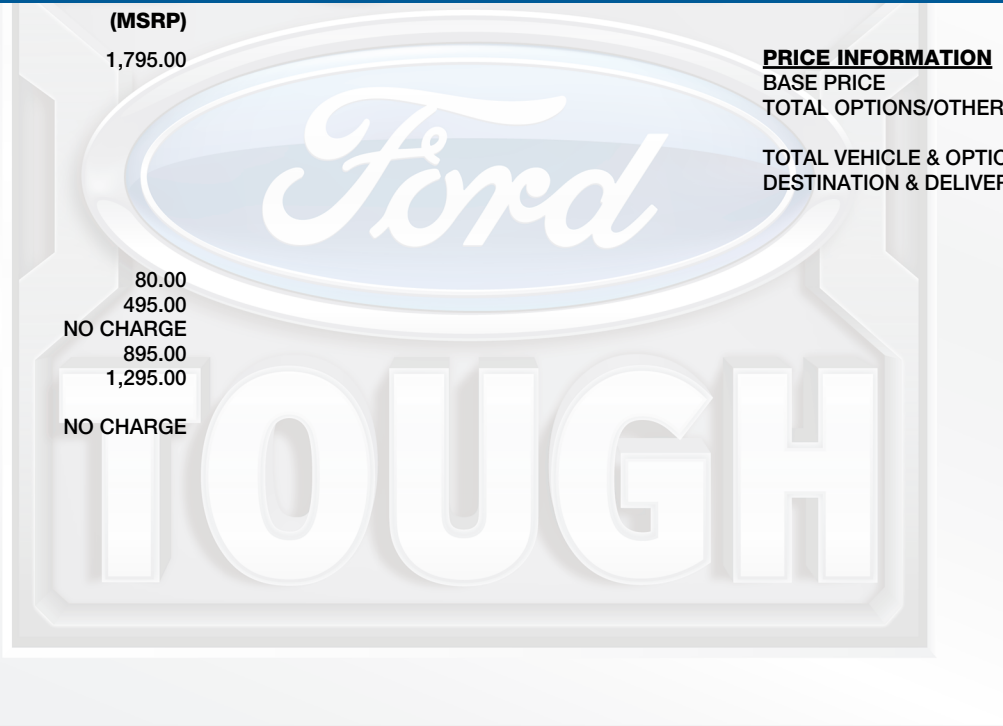 (MSRP)
1,795.00
80.00
495.00
NO CHARGE
895.00
1,295.00
NO CHARGE
PRICE INFORMATION
BASE PRICE
TOTAL OPTIONS/OTHER
TOTAL VEHICLE & OPTIO
DESTINATION & DELIVER
Ford
TOUGH